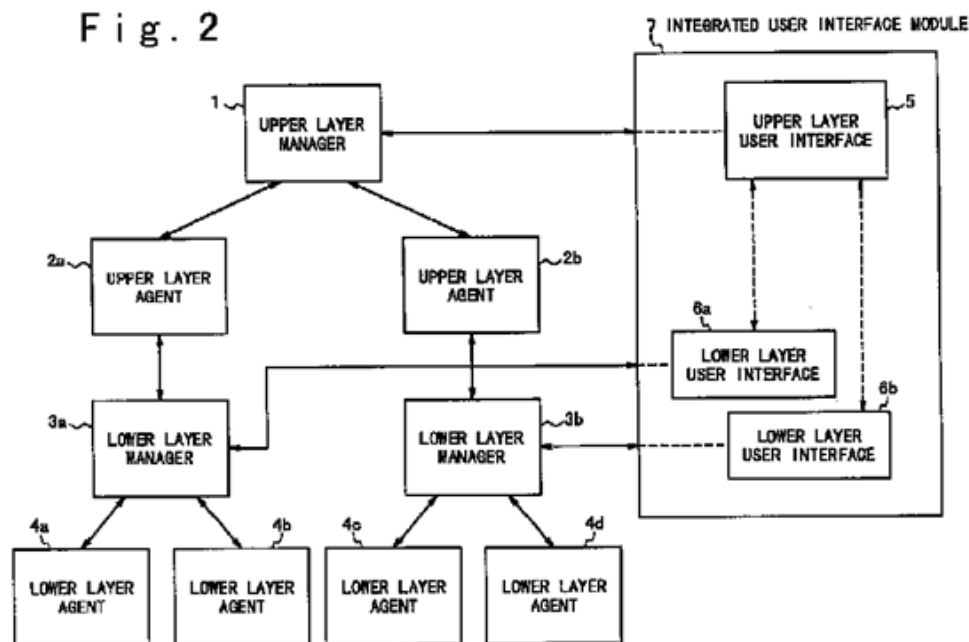 Fig. 2
7 INTEGRATED USER INTERFACE MODULE
1
UPPER LAYER
MANAGER
5
UPPER LAYER
USER INTERFACE
2a
UPPER LAYER
AGENT
2b
UPPER LAYER
AGENT
6a
LOWER LAYER
USER INTERFACE
6b
LOWER LAYER
USER INTERFACE
3a
LOWER LAYER
MANAGER
3b
LOWER LAYER
MANAGER
4a
LOWER LAYER
AGENT
4b
LOWER LAYER
AGENT
4c
LOWER LAYER
AGENT
4d
LOWER LAYER
AGENT